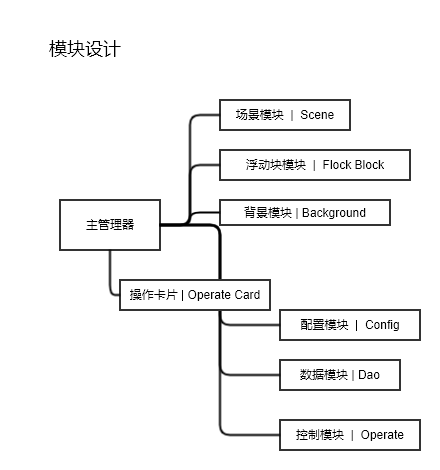 模块设计
场景模块 | Scene
浮动块模块 | Flock Block
背景模块 | Background
主管理器
操作卡片 | Operate Card
配置模块 | Config
数据模块 | Dao
控制模块 | Operate